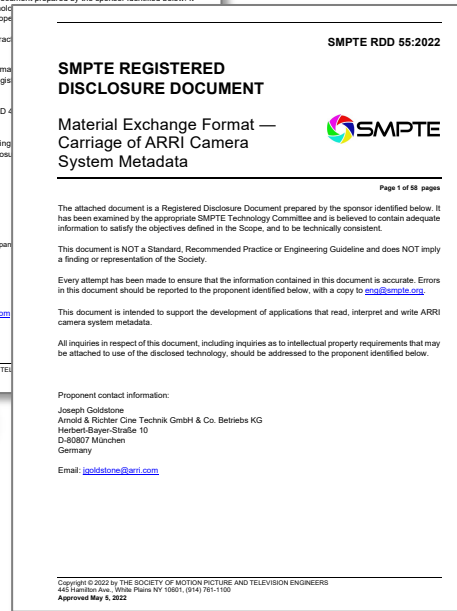 SMPTE RDD 55:2022
SMPTE REGISTERED
DISCLOSURE DOCUMENT
Material Exchange Format —
Carriage of ARRI Camera
System Metadata
SMPTE
Page 1 of 58 pages
The attached document is a Registered Disclosure Document prepared by the sponsor identified below. It
has been examined by the appropriate SMPTE Technology Committee and is believed to contain adequate
information to satisfy the objectives defined in the Scope, and to be technically consistent.
This document is NOT a Standard, Recommended Practice or Engineering Guideline and does NOT imply
a finding or representation of the Society.
Every attempt has been made to ensure that the information contained in this document is accurate. Errors
in this document should be reported to the proponent identified below, with a copy to eng@smpte.org.
This document is intended to support the development of applications that read, interpret and write ARRI
camera system metadata.
All inquiries in respect of this document, including inquiries as to intellectual property requirements that may
be attached to use of the disclosed technology, should be addressed to the proponent identified below.
Proponent contact information:
Joseph Goldstone
Arnold & Richter Cine Technik GmbH & Co. Betriebs KG
Herbert-Bayer-Straße 10
D-80807 München
Germany
Email: jgoldstone@arri.com
Copyright © 2022 by THE SOCIETY OF MOTION PICTURE AND TELEVISION ENGINEERS
445 Hamilton Ave., White Plains NY 10601, (914) 761-1100
Approved May 5, 2022